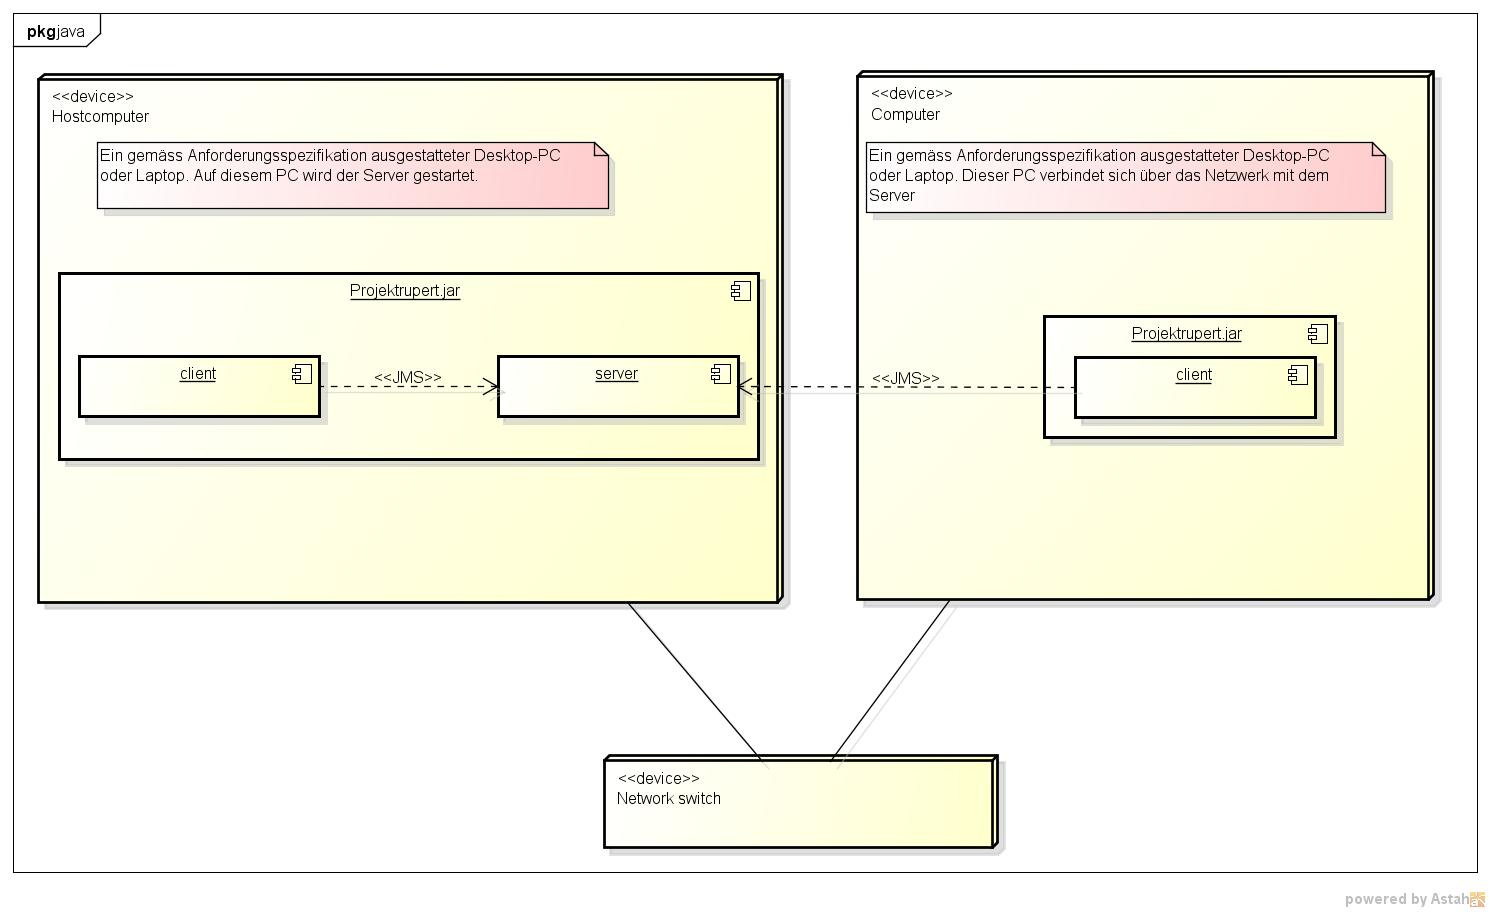 pkg java
<<device>>
Hostcomputer
Ein gemäss Anforderungsspezifikation ausgestatteter Desktop-PC
oder Laptop. Auf diesem PC wird der Server gestartet.
Projektrupert.jar
client
<<JMS>>
server
<<device>>
Computer
Ein gemäss Anforderungsspezifikation ausgestatteter Desktop-PC
oder Laptop. Dieser PC verbindet sich über das Netzwerk mit dem
Server
<<JMS>>
Projektrupert.jar
client
<<device>>
Network switch
powered by Astah